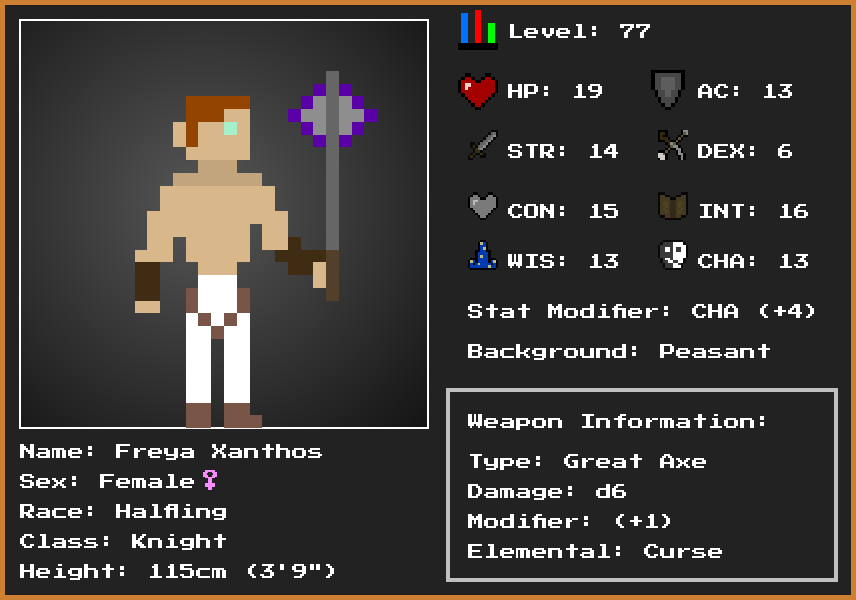 Level: 77
HP: 19
AC: 13
STR: 14
DEX: 6
CON: 15
INT: 16
WIS: 13
CHA: 13
Stat Modifier: CHA (+4)
Background: Peasant
Weapon Information:
Type: Great Axe
Damage: d6
Modifier: (+1)
Elemental: Curse
Name: Freya Xanthos
Sex: Female♀
Race: Halfling
Class: Knight
Height: 115cm (3'9")